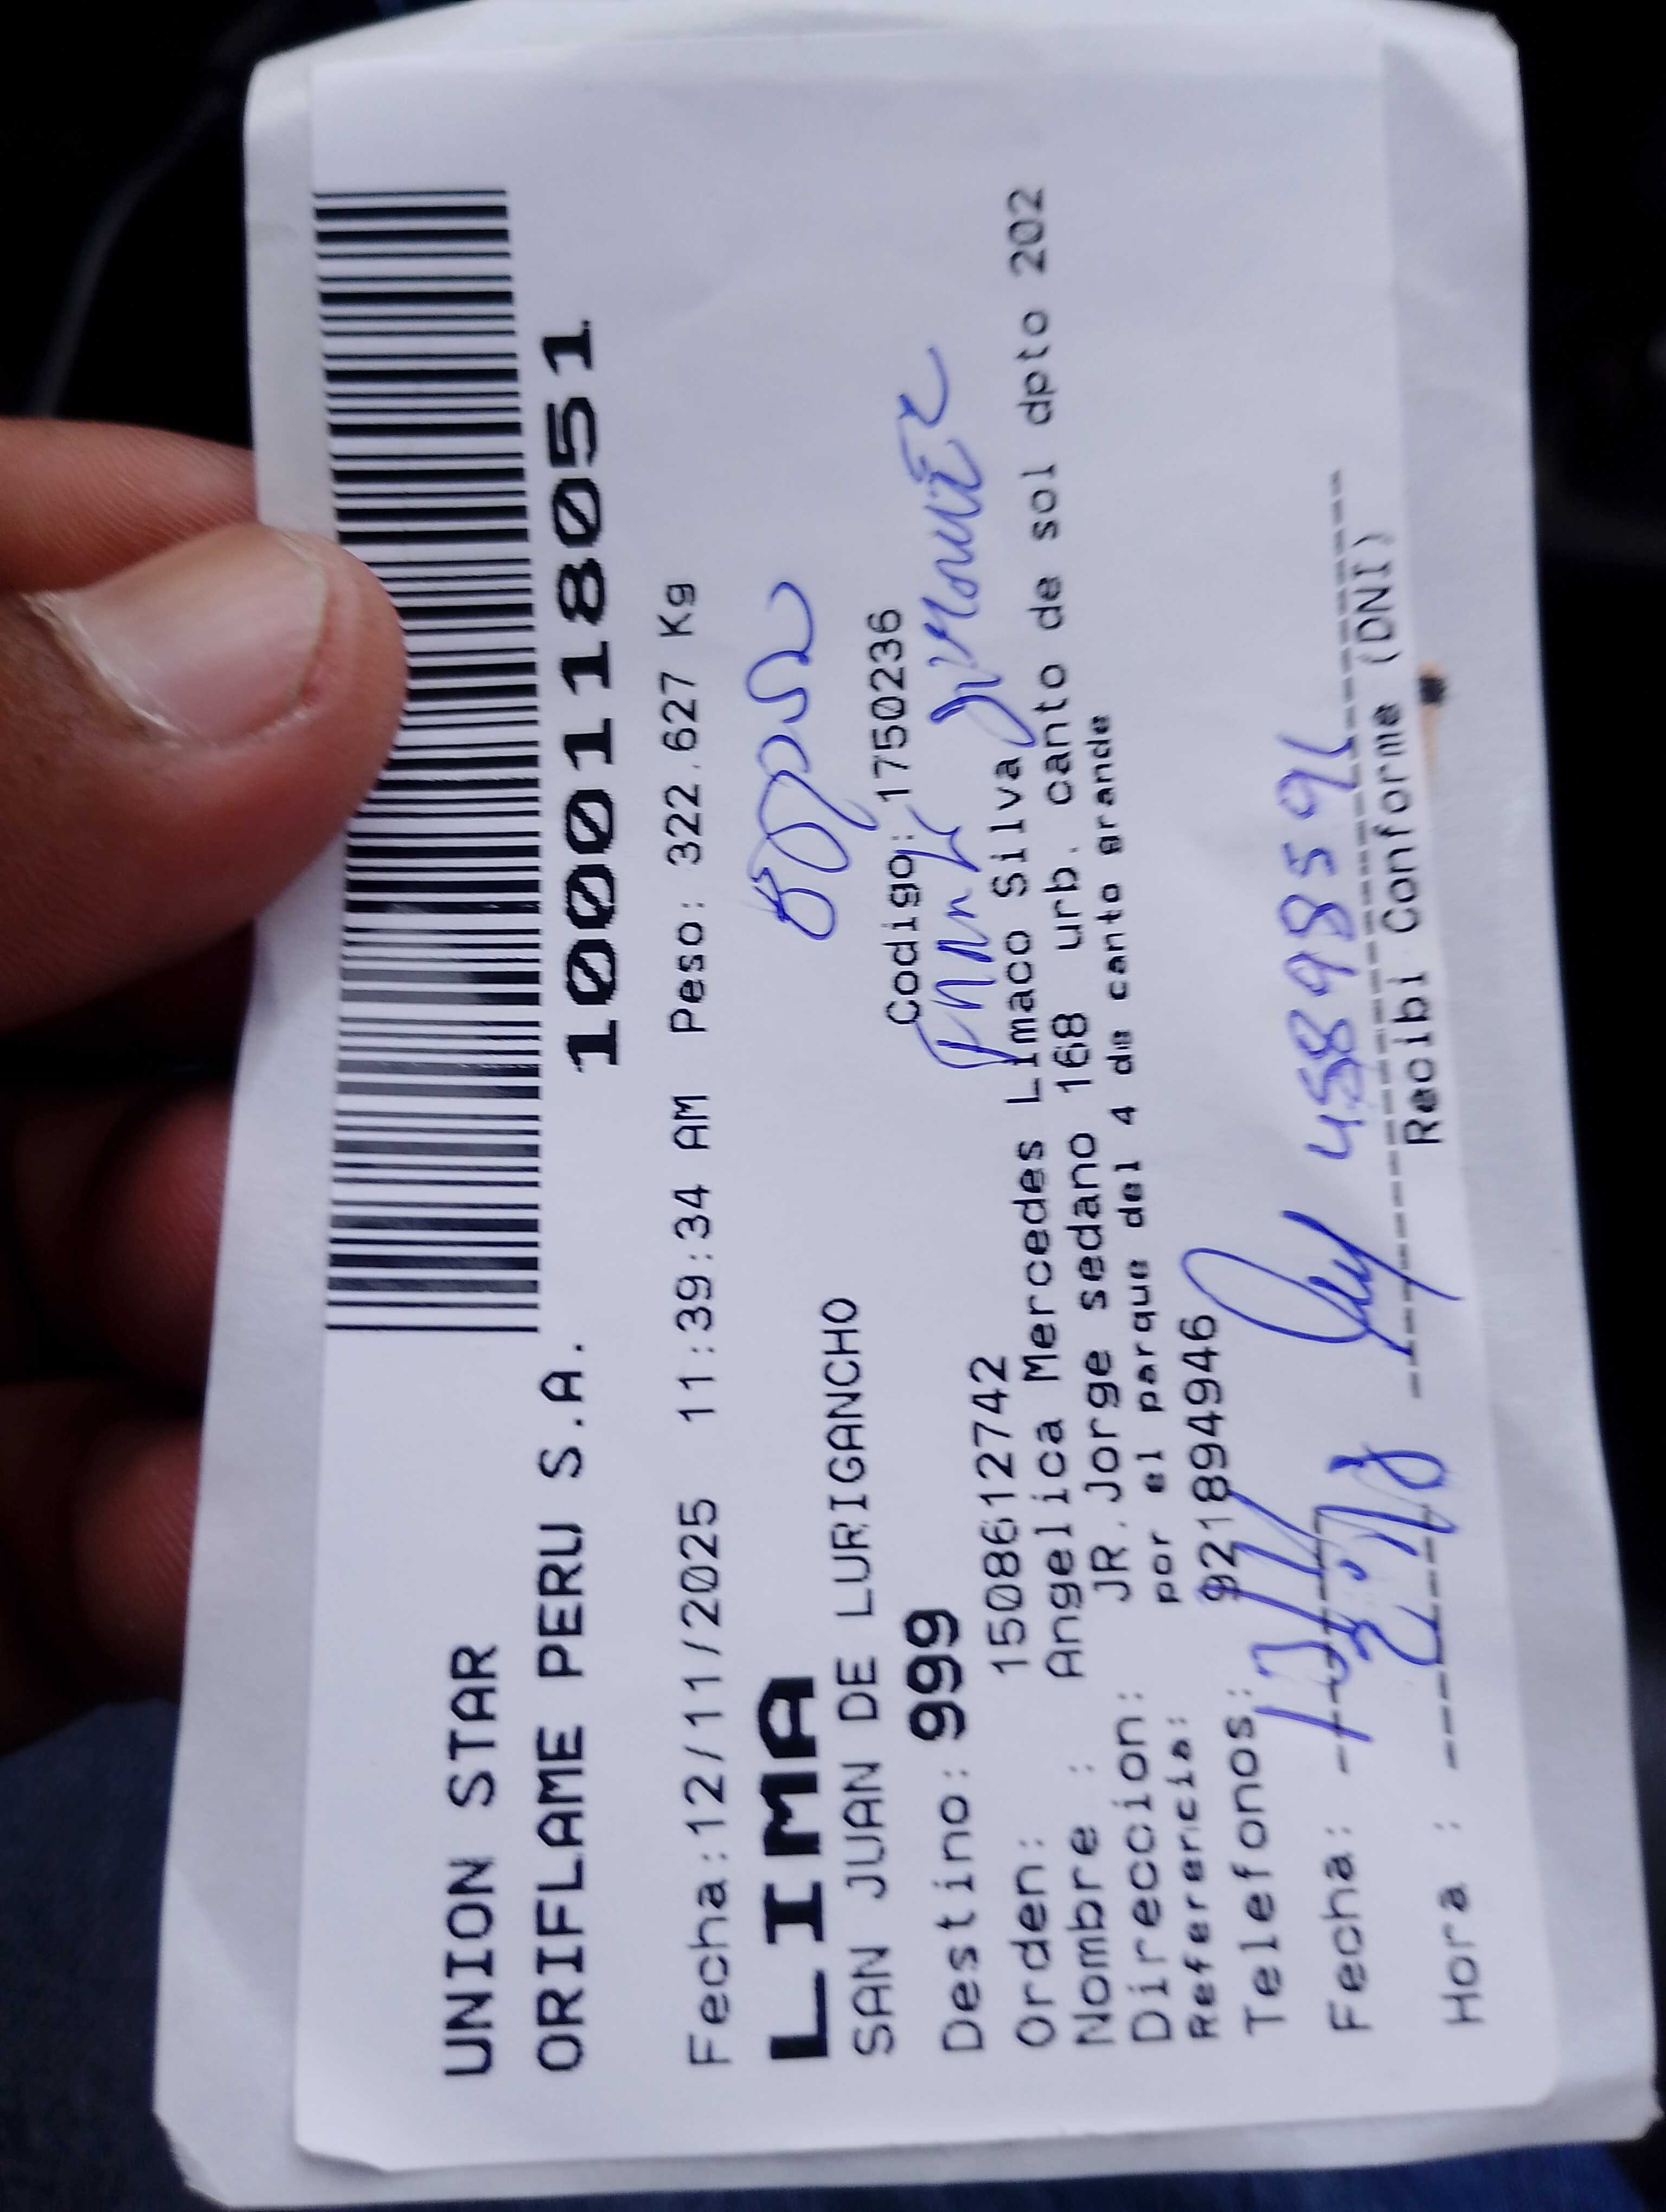 UNION STAR
ORIFLAME PERU S.A.
1000118051
Fecha:12/11/2025 11:39:34 AM Peso: 322.627 Kg
LIMA
SAN JUAN DE LURIGANCHO
Destino: 999
Codigo: 1750236
Orden: 1508612742
Nombre : Angelica Mercedes Limaco Silva
Direccion: JR. Jorge sedano 168 urb. canto de sol dpto 202
Referencia: por el parque del 4 de canto grande
Telefonos: 921894946
Fecha:
Hora :
Recibi Conforme (DNI)